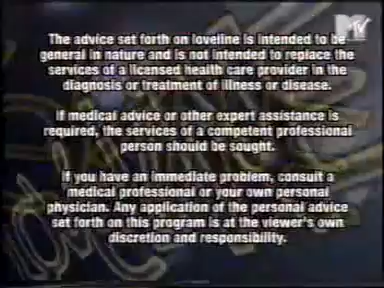 MTV
The advice set forth on loveline is intended to be
general in nature and is not intended to replace the
services of a licensed health care provider in the
diagnosis or treatment of illness or disease.
If medical advice or other expert assistance is
required, the services of a competent professional
person should be sought.
If you have an immediate problem, consult a
medical professional or your own personal
physician. Any application of the personal advice
set forth on this program is at the viewer's own
discretion and responsibility.